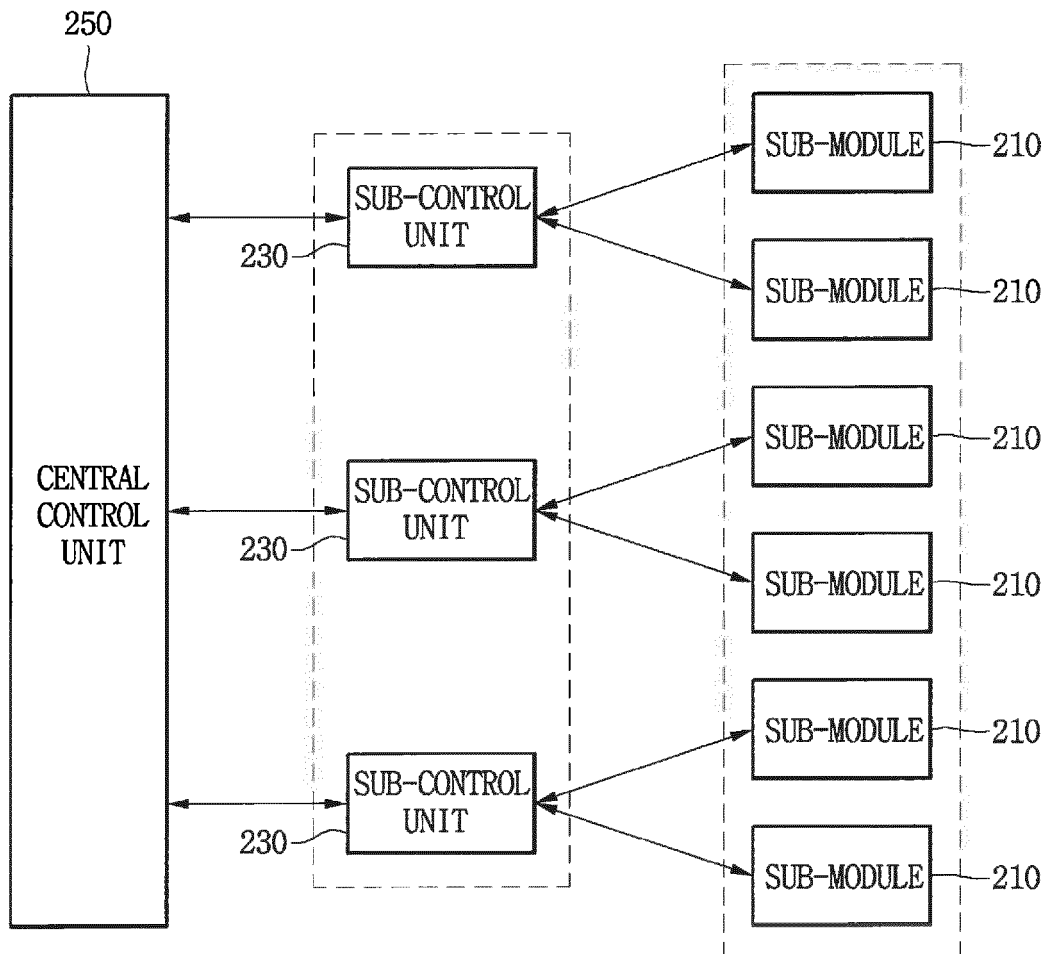 250
CENTRAL
CONTROL
UNIT
SUB-CONTROL
UNIT
230
SUB-CONTROL
UNIT
230
SUB-CONTROL
UNIT
230
SUB-MODULE
210
SUB-MODULE
210
SUB-MODULE
210
SUB-MODULE
210
SUB-MODULE
210
SUB-MODULE
210